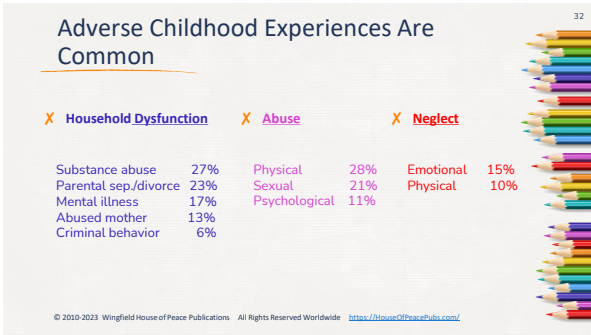 32
Adverse Childhood Experiences Are
Common
✗ Household Dysfunction
Substance abuse 27%
Parental sep./divorce 23%
Mental illness 17%
Abused mother 13%
Criminal behavior 6%
✗ Abuse
Physical 28%
Sexual 21%
Psychological 11%
✗ Neglect
Emotional 15%
Physical 10%
© 2010-2023 Wingfield House of Peace Publications All Rights Reserved Worldwide https://HouseOfPeacePubs.com/